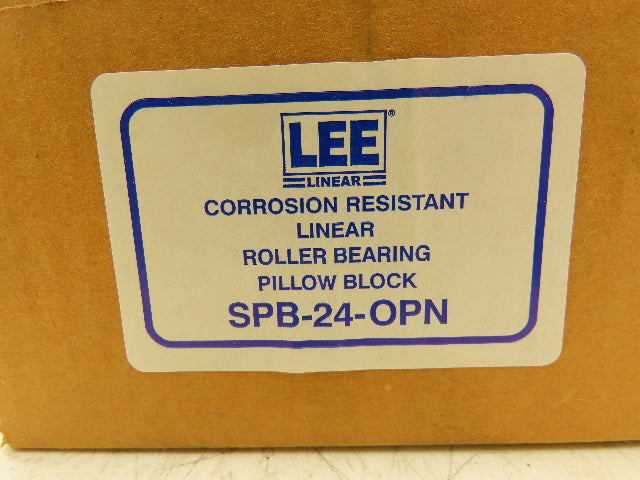 LEE®
LINEAR
CORROSION RESISTANT
LINEAR
ROLLER BEARING
PILLOW BLOCK
SPB-24-OPN